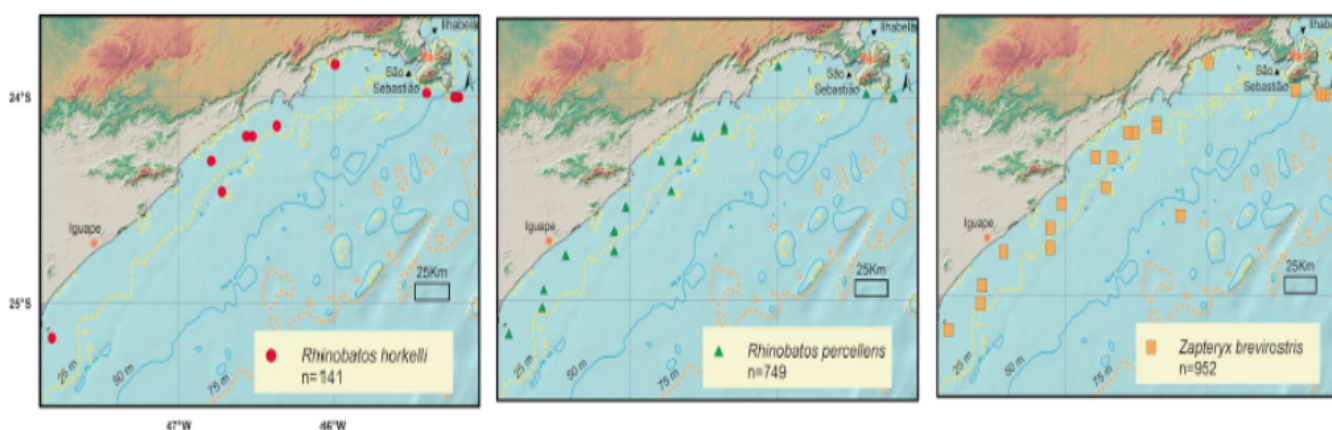 Ilhabela
São
Sebastião
24°S
Iguape
25Km
25°S
25 m
50 m
75 m
Rhinobatos horkelli
n=141
47°W
46°W
Ilhabela
São
Sebastião
Iguape
25Km
25 m
50 m
75 m
Rhinobatos percellens
n=749
Ilhabela
São
Sebastião
Iguape
25Km
25 m
50 m
75 m
Zapteryx brevirostris
n=952